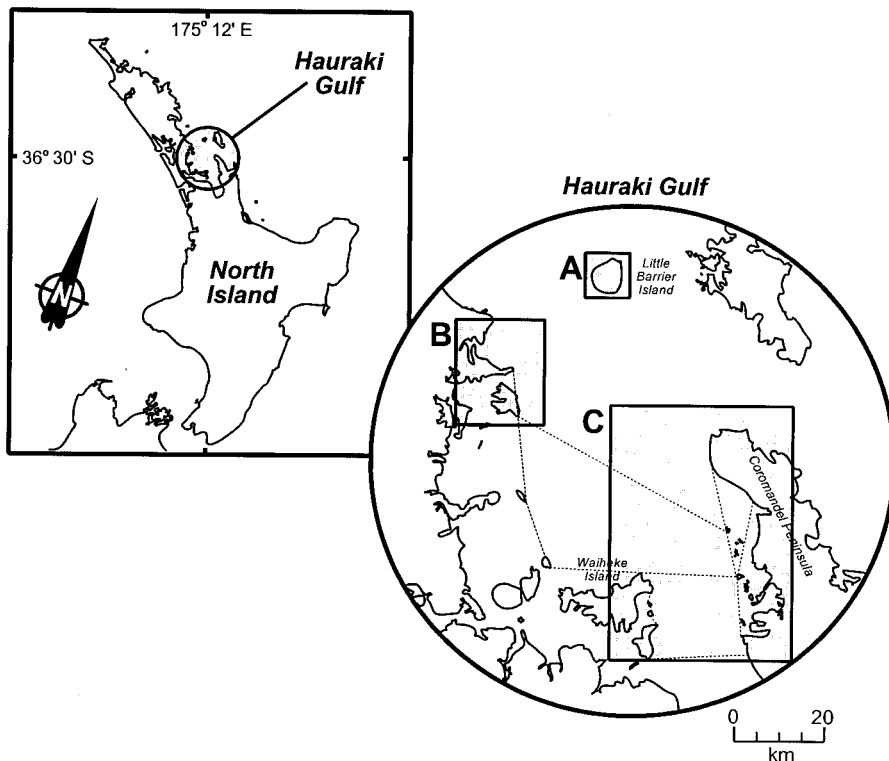 175° 12' E
Hauraki
Gulf
36° 30' S
North
Island
N
Hauraki Gulf
A
Little
Barrier
Island
B
C
Coromandel Peninsula
Waiheke
Island
0 20
km